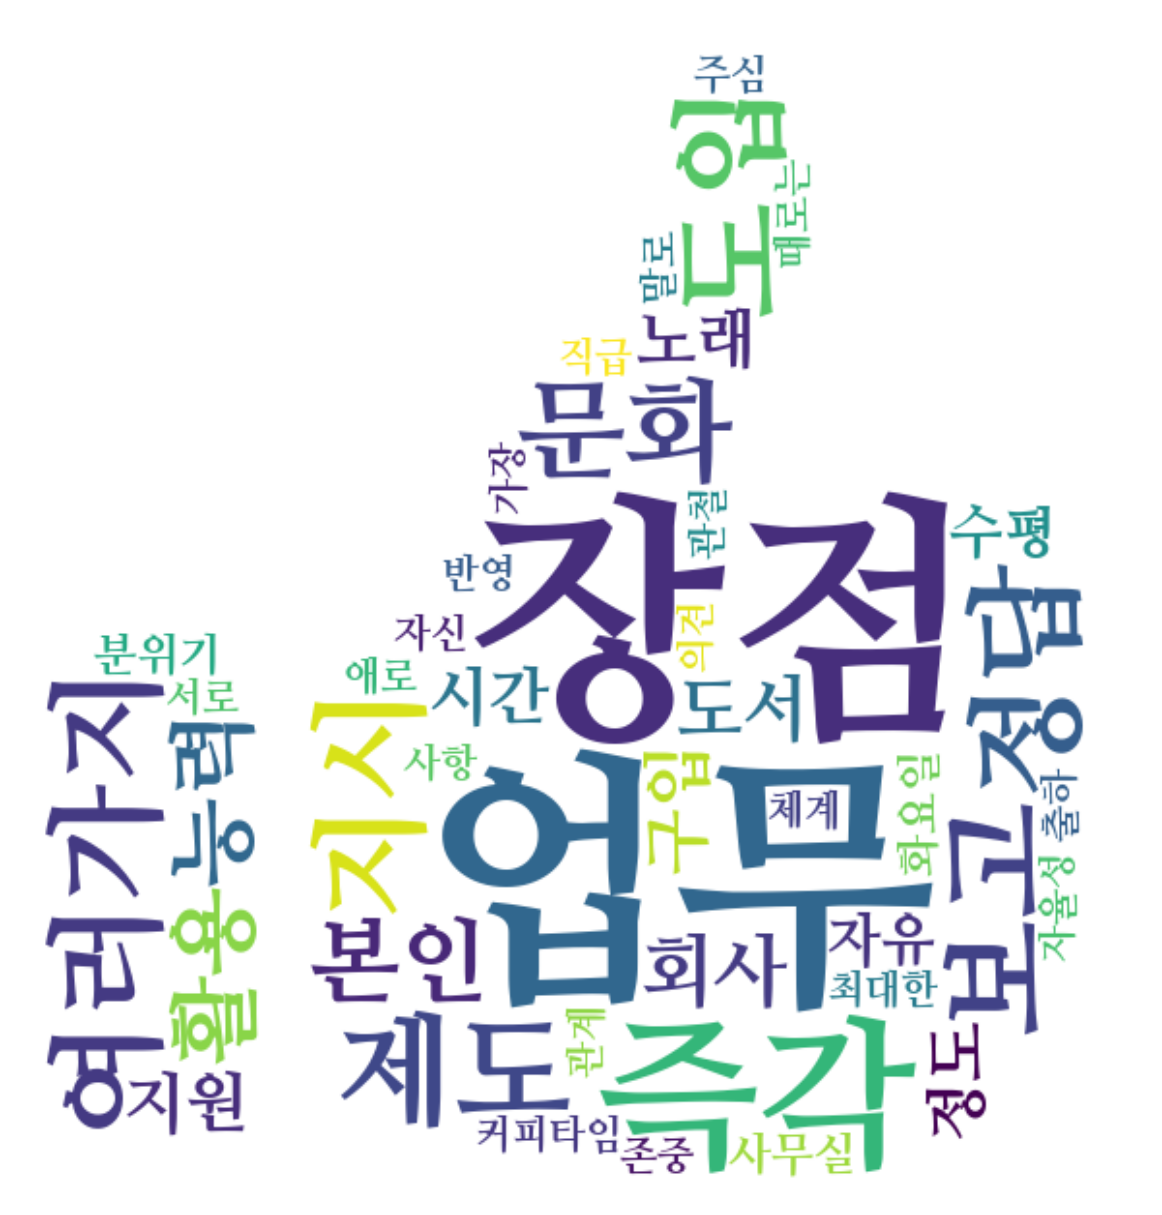 주심
도입
때로는
말로
노래
직급
문화
가장
관철
장점
수평
반영
자신
의견
정답
분위기
서로
애로
시간
도서
여러가지
능력
지시
사항
업무
구입
체계
화요일
출하
보고
자율성
활용
본인
회사
자유
최대한
지원
제도
관계
즉각
정도
커피타임
존중
사무실